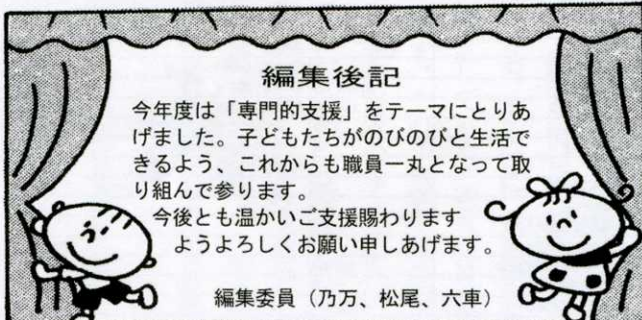 編集後記
今年度は「専門的支援」をテーマにとりあ
げました。子どもたちがのびのびと生活で
きるよう、これからも職員一丸となって取
り組んで参ります。
今後とも温かいご支援賜わります
ようよろしくお願い申しあげます。
編集委員（乃万、松尾、六車）